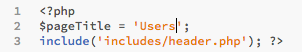 1 <?php
2 $pageTitle = 'Users';
3 include('includes/header.php'); ?>